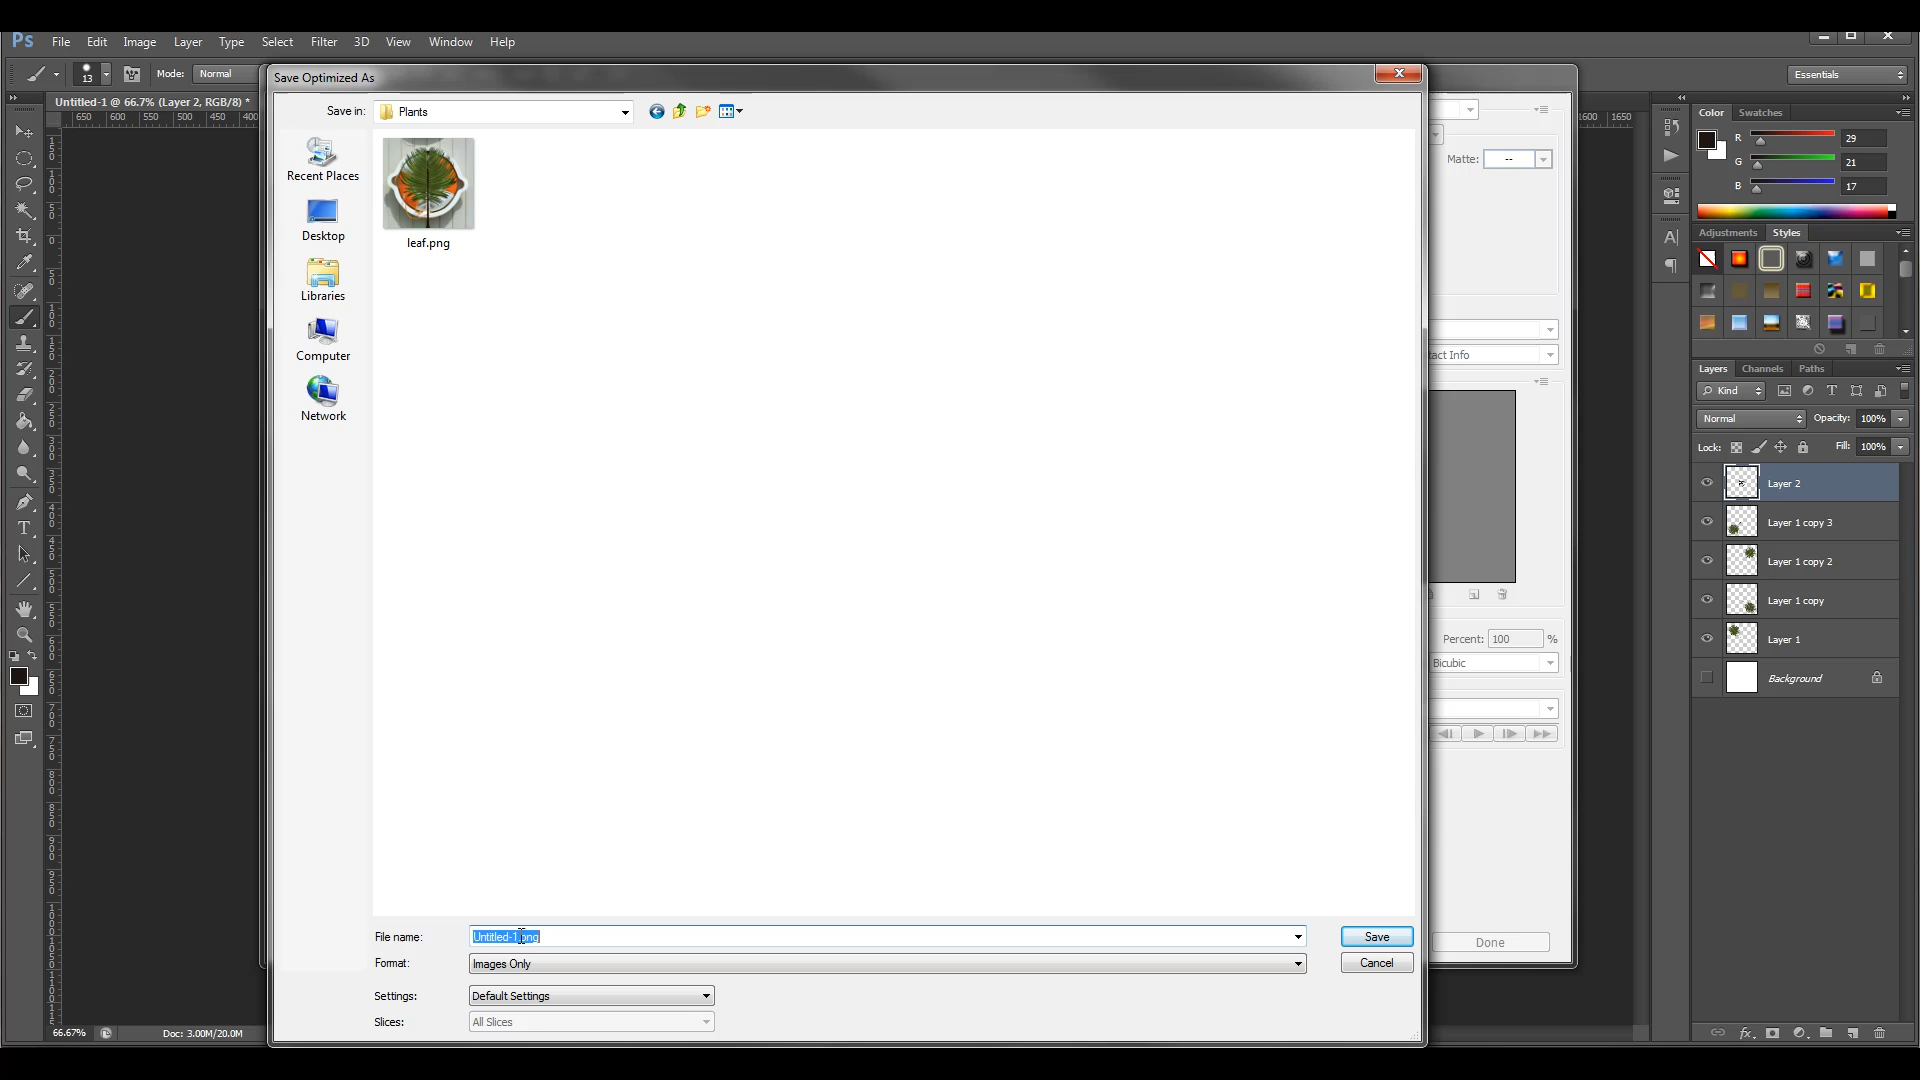 Ps File Edit Image Layer Type Select Filter 3D View Window Help
13 Mode: Normal
Essentials
Save Optimized As
Untitled-1 @ 66.7% (Layer 2, RGB/8) *
Save in: Plants
650 600 550 500 450 400
1600 1650
Recent Places
Desktop
Libraries
Computer
Network
leaf.png
Matte: --
tact Info
Percent: 100 %
Bicubic
Done
File name: Untitled-1.png
Save
Format: Images Only
Cancel
Settings: Default Settings
Slices: All Slices
66.67% Doc: 3.00M/20.0M
Color Swatches
R 29
G 21
B 17
Adjustments Styles
Layers Channels Paths
Kind
Normal Opacity: 100%
Lock: Fill: 100%
Layer 2
Layer 1 copy 3
Layer 1 copy 2
Layer 1 copy
Layer 1
Background